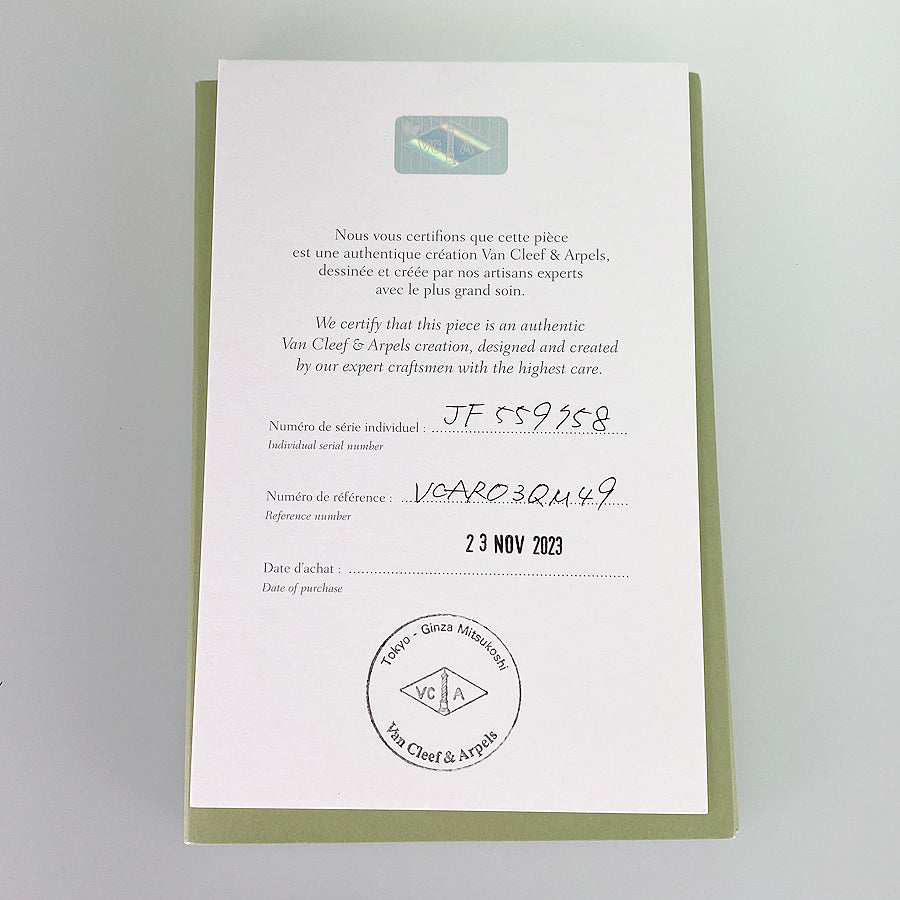 VC A
Nous vous certifions que cette pièce
est une authentique création Van Cleef & Arpels,
dessinée et créée par nos artisans experts
avec le plus grand soin.
We certify that this piece is an authentic
Van Cleef & Arpels creation, designed and created
by our expert craftsmen with the highest care.
Numéro de série individuel :
Individual serial number
Numéro de référence : VCARO3QM49
Reference number
23 NOV 2023
Date d'achat :
Date of purchase
Tokyo - Ginza Mitsukoshi
VC A
Van Cleef & Arpels